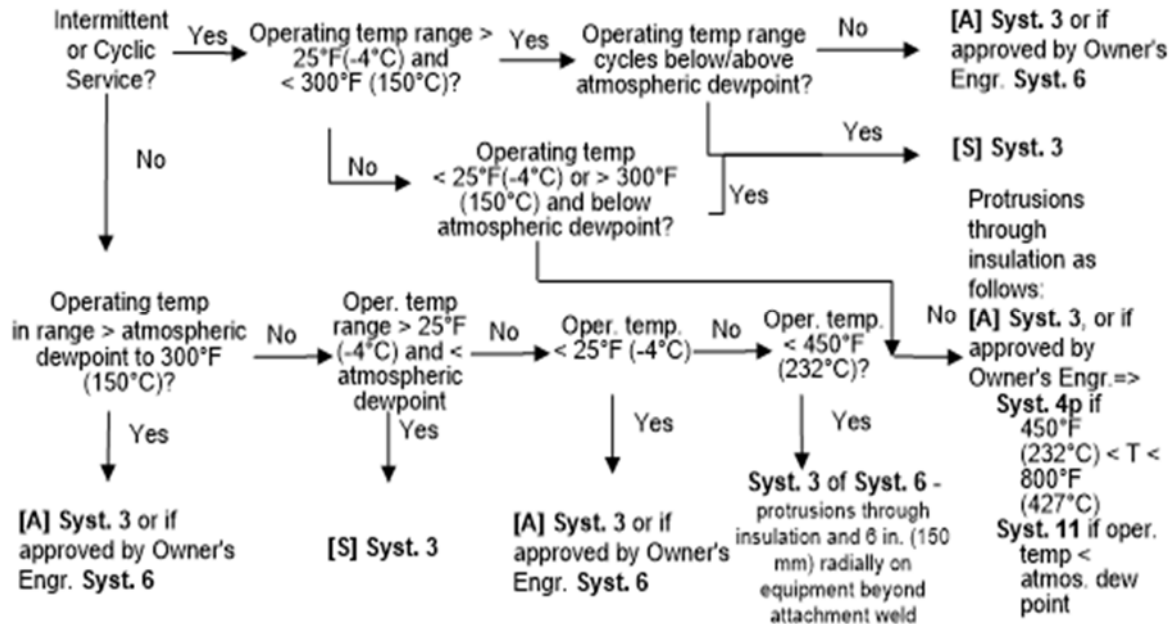 Intermittent
or Cyclic
Service?
Yes
Operating temp range >
25°F(-4°C) and
< 300°F (150°C)?
Yes
Operating temp range
cycles below/above
atmospheric dewpoint?
No
[A] Syst. 3 or if
approved by Owner's
Engr. Syst. 6
No
No
Operating temp
< 25°F(-4°C) or > 300°F
(150°C) and below
atmospheric dewpoint?
Yes
Yes
[S] Syst. 3
Operating temp
in range > atmospheric
dewpoint to 300°F
(150°C)?
No
Oper. temp
range > 25°F
(-4°C) and <
atmospheric
dewpoint
No
Oper. temp.
< 25°F (-4°C)
No
Oper. temp.
< 450°F
(232°C)?
No
Protrusions
through
insulation as
follows:
[A] Syst. 3, or if
approved by
Owner's Engr.=>
Syst. 4p if
450°F
(232°C) < T <
800°F
(427°C)
Syst. 11 if oper.
temp <
atmos. dew
point
Yes
[A] Syst. 3 or if
approved by Owner's
Engr. Syst. 6
Yes
[S] Syst. 3
Yes
[A] Syst. 3 or if
approved by Owner's
Engr. Syst. 6
Yes
Syst. 3 of Syst. 6 -
protrusions through
insulation and 6 in. (150
mm) radially on
equipment beyond
attachment weld